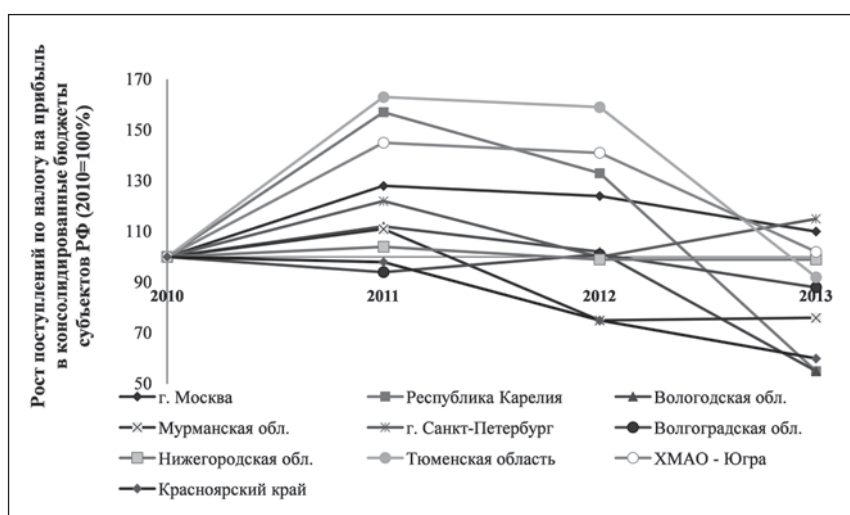 Рост поступлений по налогу на прибыль
в консолидированные бюджеты
субъектов РФ (2010=100%)
170
150
130
110
90
70
50
2010
2011
2012
2013
г. Москва
Республика Карелия
Вологодская обл.
Мурманская обл.
г. Санкт-Петербург
Волгоградская обл.
Нижегородская обл.
Тюменская область
ХМАО - Югра
Красноярский край